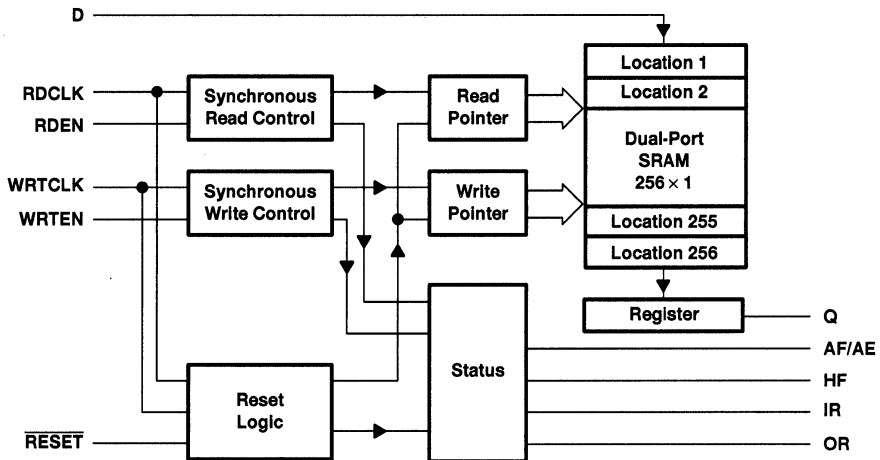 D
RDCLK
RDEN
WRTCLK
WRTEN
RESET
Synchronous
Read Control
Synchronous
Write Control
Reset
Logic
Read
Pointer
Write
Pointer
Status
Location 1
Location 2
Dual-Port
SRAM
256 × 1
Location 255
Location 256
Register
Q
AF/AE
HF
IR
OR